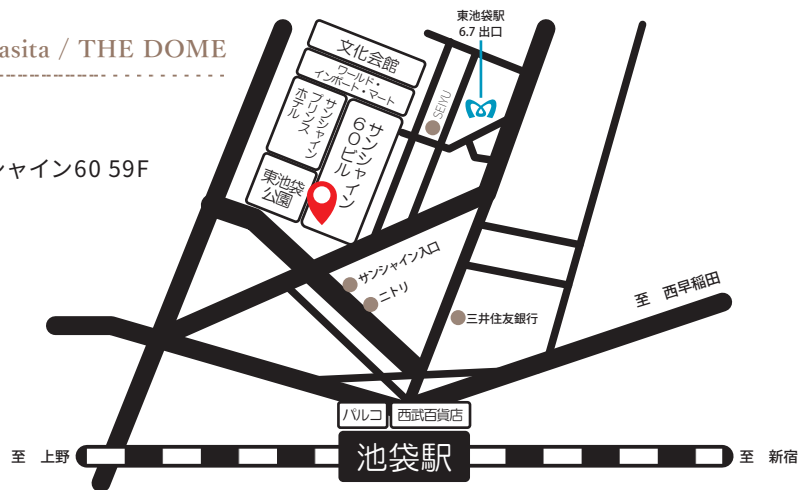 東池袋駅
6.7 出口
asita / THE DOME
文化会館
ワールド・
インポート・マート
サンシャイン
プリンス
ホテル
サンシャイン
60ビル
SEIYU
シャイン60 59F
東池袋
公園
サンシャイン入口
ニトリ
三井住友銀行
至 西早稲田
パルコ
西武百貨店
至 上野
池袋駅
至 新宿